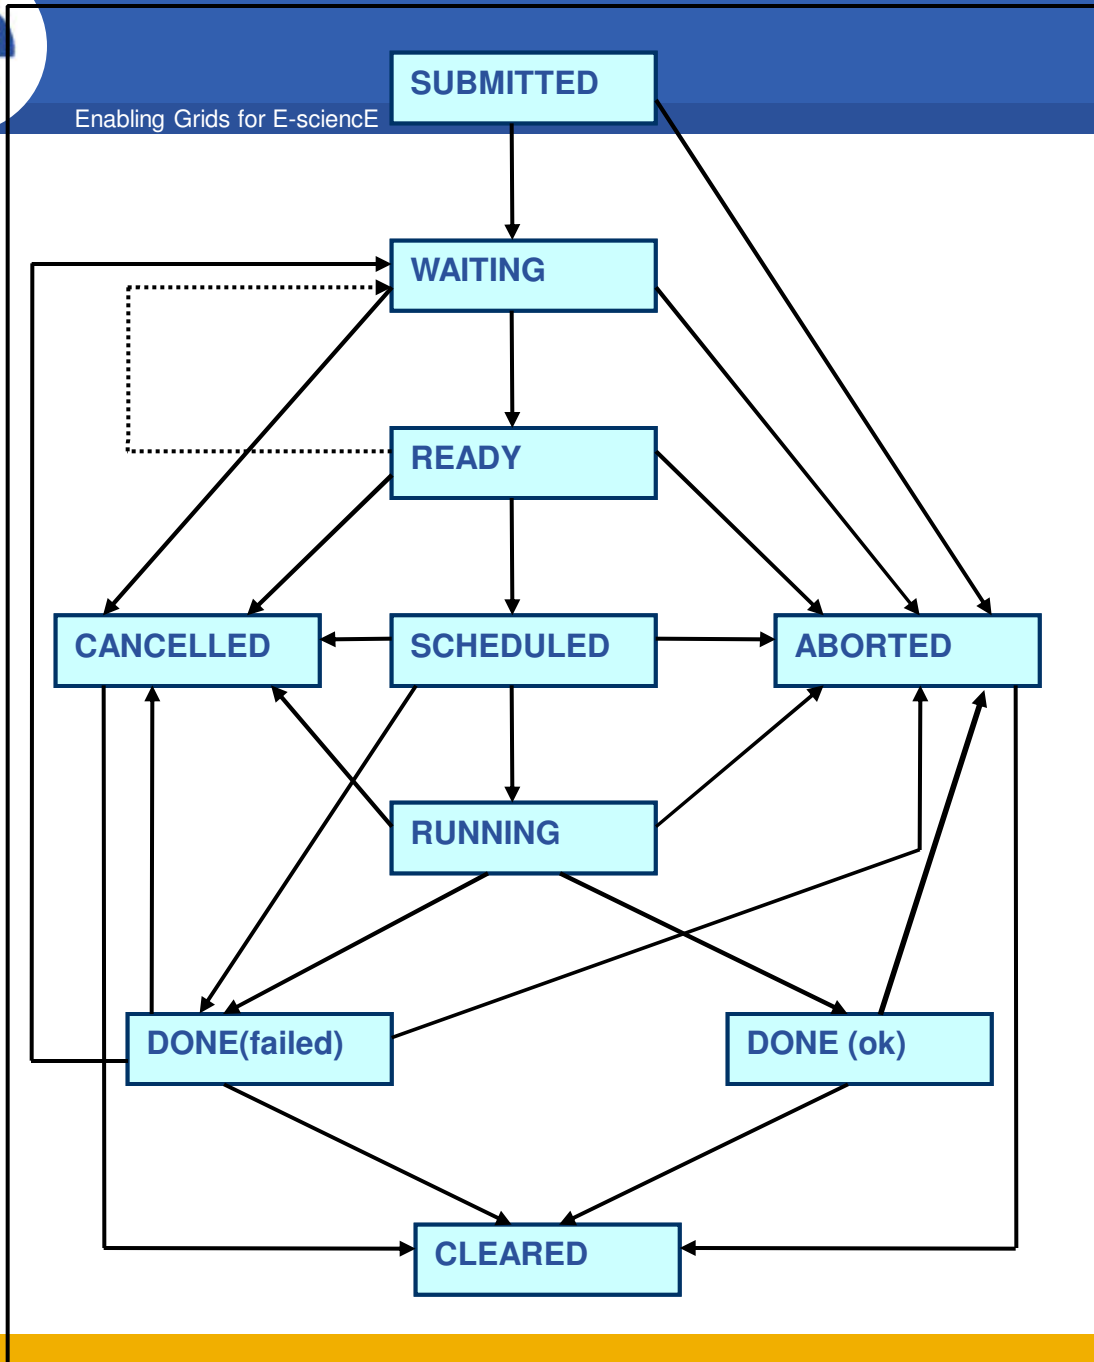 SUBMITTED
Enabling Grids for E-sciencE
WAITING
READY
CANCELLED
SCHEDULED
ABORTED
RUNNING
DONE(failed)
DONE (ok)
CLEARED